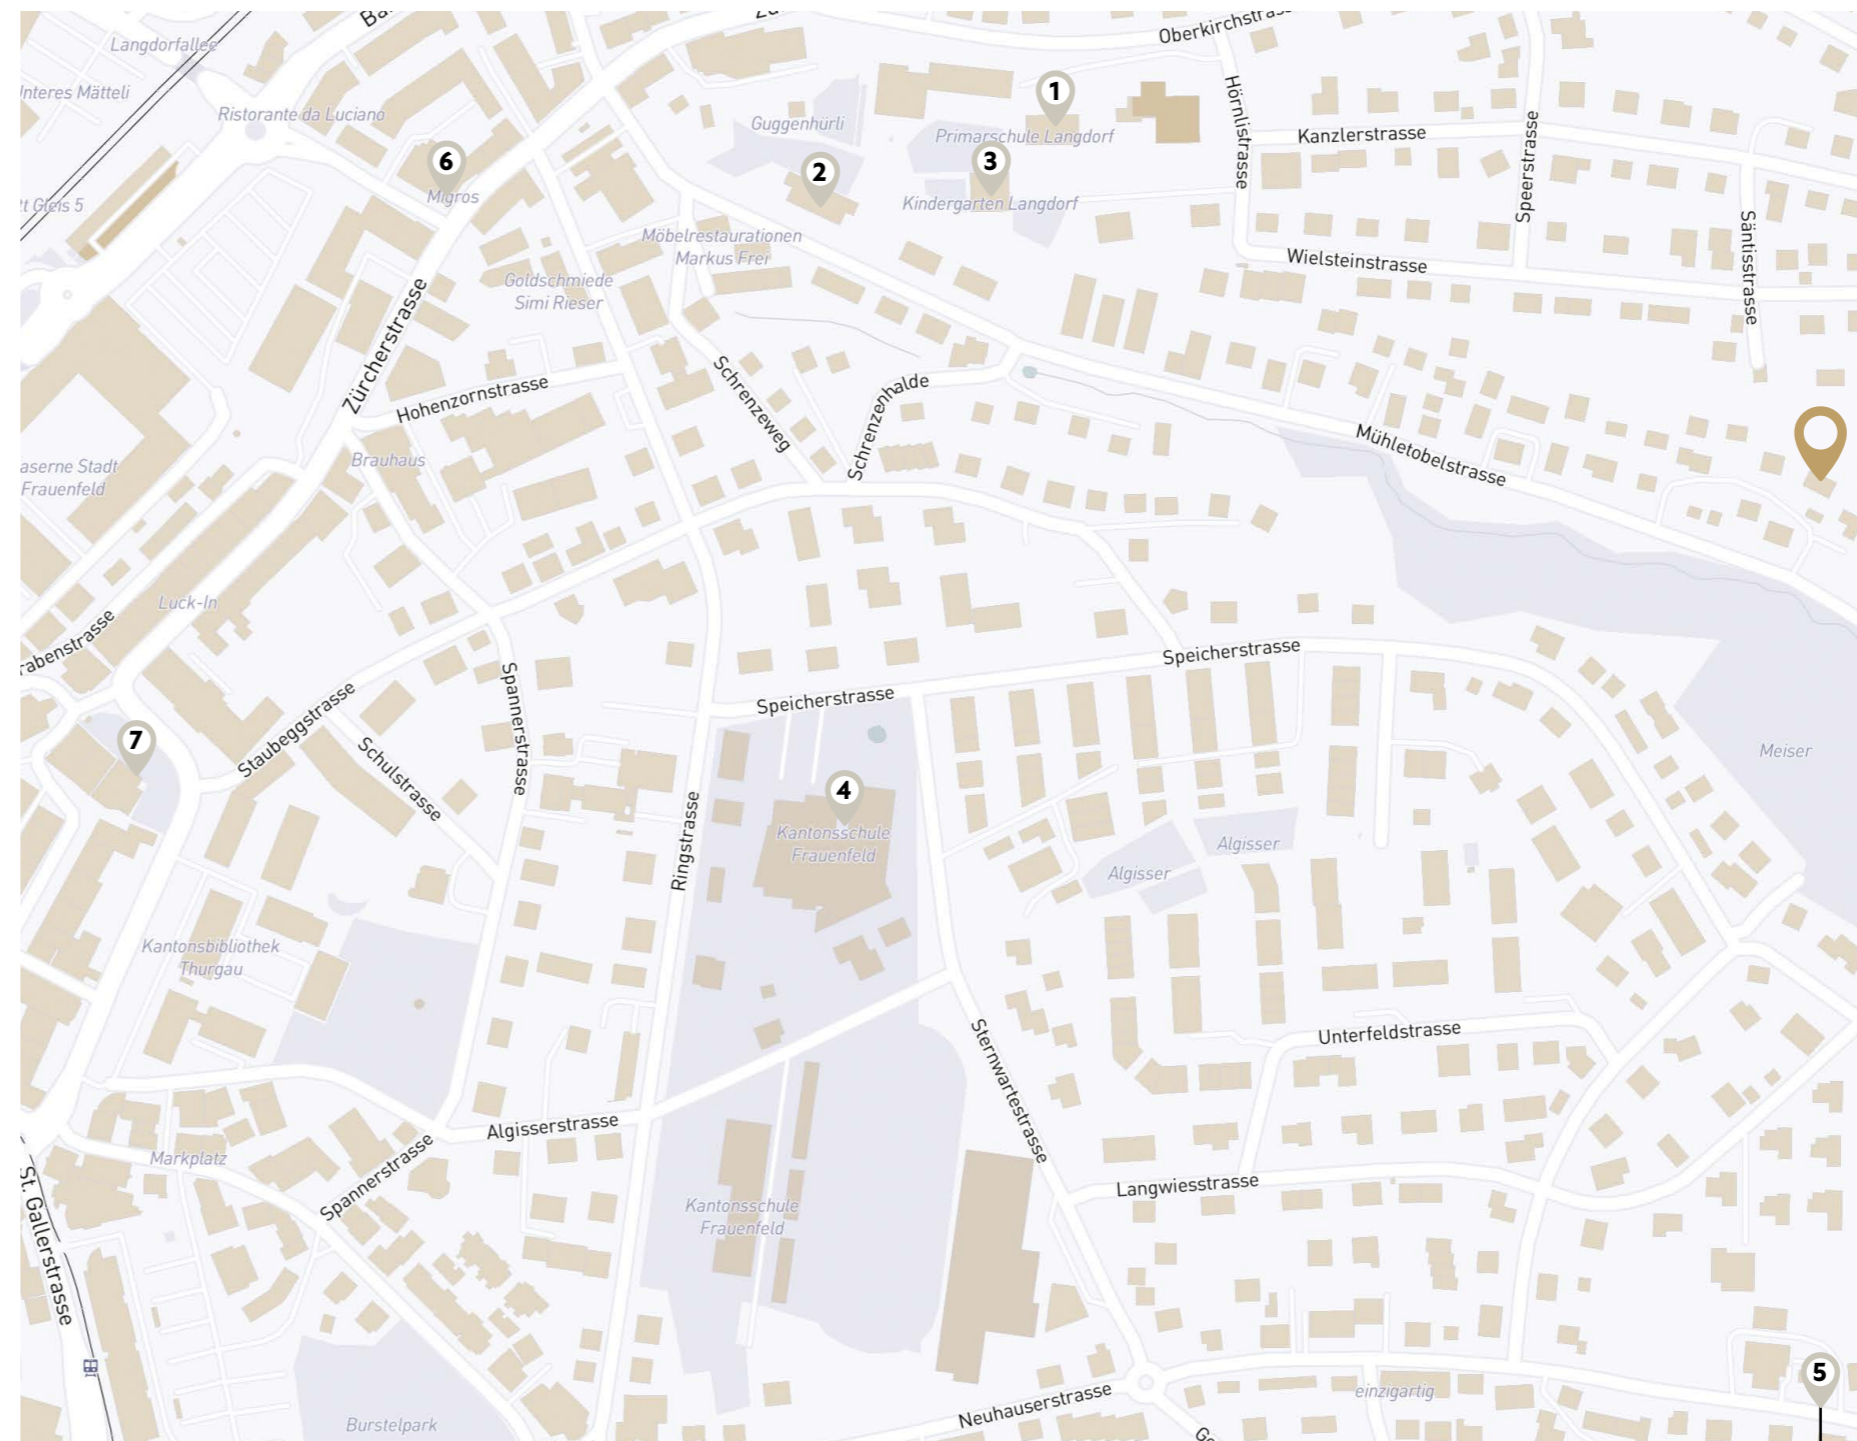 Langdorfallee
Oberkirchstrass
Unteres Mätteli
1
Hörnlistrasse
Ristorante da Luciano
Guggenhürli
Primarschule Langdorf
Kanzlerstrasse
Speerstrasse
6
2
3
Migros
Kindergarten Langdorf
tt Gleis 5
Säntisstrasse
Möbelrestaurationen
Markus Frei
Wielsteinstrasse
Goldschmiede
Simi Rieser
Zürcherstrasse
Hohenzornstrasse
Schrenzeweg
Schrenzenhalde
Mühletobelstrasse
Brauhaus
aserne Stadt
Frauenfeld
Luck-In
rabenstrasse
Speicherstrasse
Spannerstrasse
Speicherstrasse
Staubeggstrasse
7
Schulstrasse
Meiser
4
Ringstrasse
Kantonsschule
Frauenfeld
Algisser
Algisser
Kantonsbibliothek
Thurgau
Unterfeldstrasse
Sternwartestrasse
Algisserstrasse
Markplatz
Spannerstrasse
St. Gallerstrasse
Langwiesstrasse
Kantonsschule
Frauenfeld
5
einzigartig
Neuhauserstrasse
Burstelpark